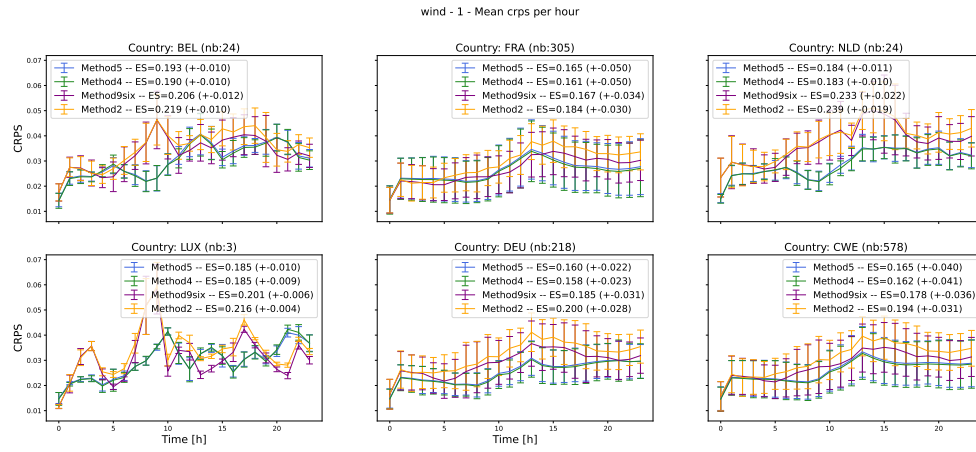 wind - 1 - Mean crps per hour
Country: BEL (nb:24)
0.07
0.06
0.05
0.04
0.03
0.02
0.01
CRPS
Method5 -- ES=0.193 (+-0.010)
Method4 -- ES=0.190 (+-0.010)
Method9six -- ES=0.206 (+-0.012)
Method2 -- ES=0.219 (+-0.010)
Country: FRA (nb:305)
Method5 -- ES=0.165 (+-0.050)
Method4 -- ES=0.161 (+-0.050)
Method9six -- ES=0.167 (+-0.034)
Method2 -- ES=0.184 (+-0.030)
Country: NLD (nb:24)
Method5 -- ES=0.184 (+-0.011)
Method4 -- ES=0.183 (+-0.010)
Method9six -- ES=0.233 (+-0.022)
Method2 -- ES=0.239 (+-0.019)
Country: LUX (nb:3)
0.07
0.06
0.05
0.04
0.03
0.02
0.01
CRPS
Method5 -- ES=0.185 (+-0.010)
Method4 -- ES=0.185 (+-0.009)
Method9six -- ES=0.201 (+-0.006)
Method2 -- ES=0.216 (+-0.004)
0 5 10 15 20
Time [h]
Country: DEU (nb:218)
Method5 -- ES=0.160 (+-0.022)
Method4 -- ES=0.158 (+-0.023)
Method9six -- ES=0.185 (+-0.031)
Method2 -- ES=0.200 (+-0.028)
0 5 10 15 20
Time [h]
Country: CWE (nb:578)
Method5 -- ES=0.165 (+-0.040)
Method4 -- ES=0.162 (+-0.041)
Method9six -- ES=0.178 (+-0.036)
Method2 -- ES=0.194 (+-0.031)
0 5 10 15 20
Time [h]